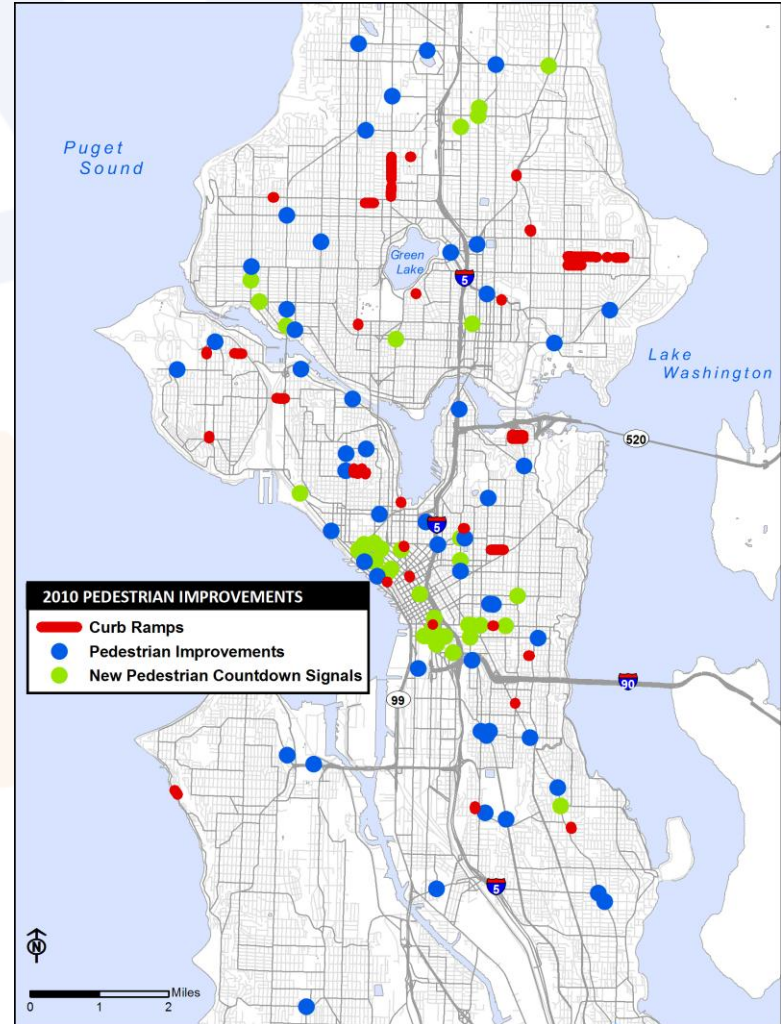 Puget
Sound
Green
Lake
5
Lake
Washington
520
5
2010 PEDESTRIAN IMPROVEMENTS
Curb Ramps
Pedestrian Improvements
New Pedestrian Countdown Signals
90
99
5
N
Miles
0 1 2